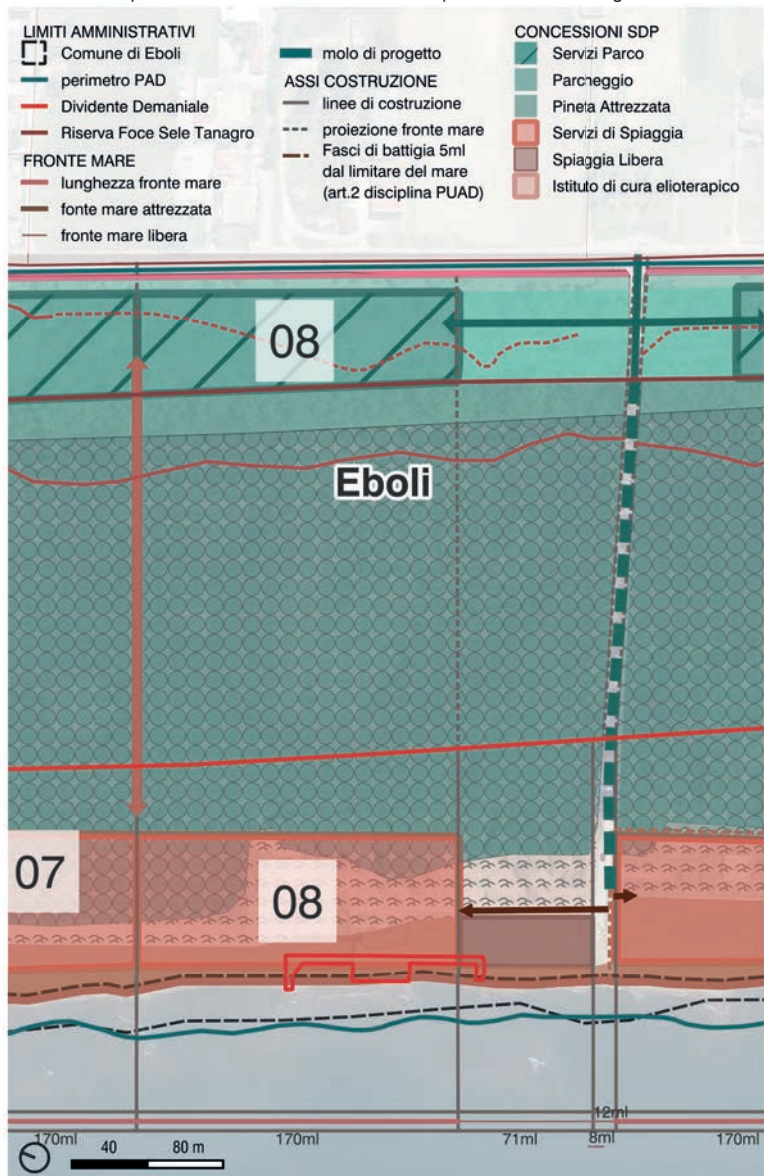 LIMITI AMMINISTRATIVI
Comune di Eboli
perimetro PAD
Dividente Demaniale
Riserva Foce Sele Tanagro
FRONTE MARE
lunghezza fronte mare
fonte mare attrezzata
fronte mare libera
molo di progetto
ASSI COSTRUZIONE
linee di costruzione
proiezione fronte mare
Fasci di battigia 5ml
dal limitare del mare
(art.2 disciplina PUAD)
CONCESSIONI SDP
Servizi Parco
Parcheggio
Pineta Attrezzata
Servizi di Spiaggia
Spiaggia Libera
Istituto di cura elioterapico
08
Eboli
07
08
12ml
170ml
170ml
71ml
8ml
170ml
40
80 m